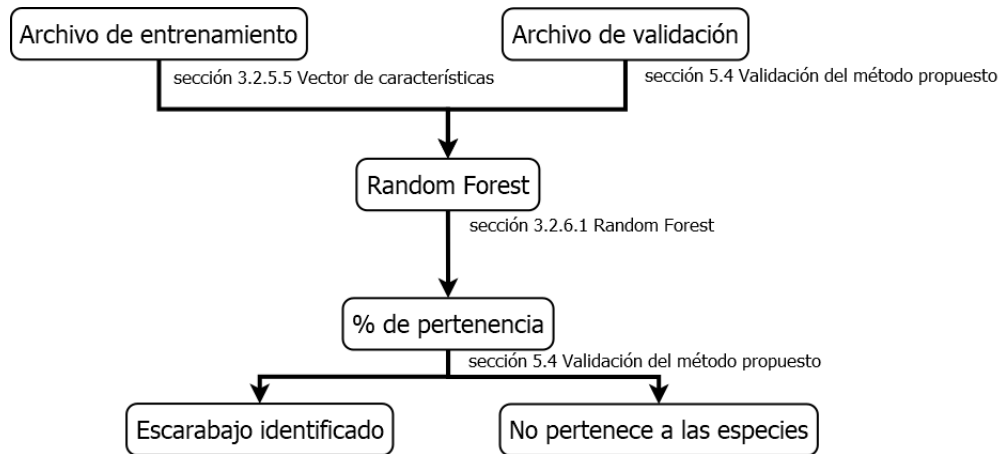 Archivo de entrenamiento
Archivo de validación
sección 3.2.5.5 Vector de características
sección 5.4 Validación del método propuesto
Random Forest
sección 3.2.6.1 Random Forest
% de pertenencia
sección 5.4 Validación del método propuesto
Escarabajo identificado
No pertenece a las especies